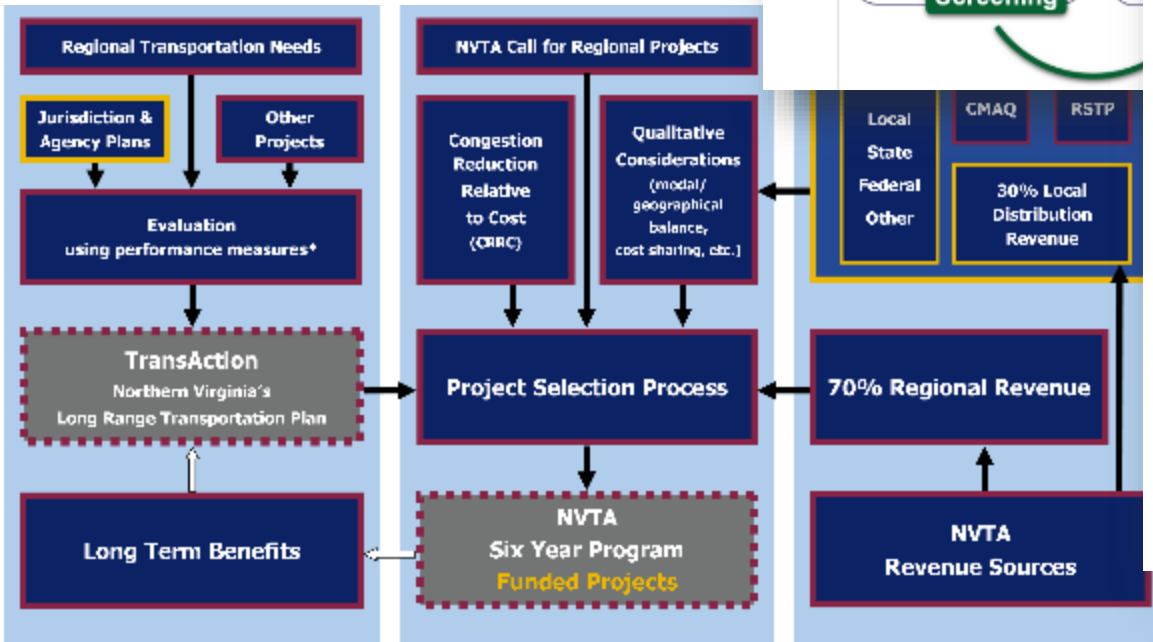 Screening
Regional Transportation Needs
Jurisdiction &
Agency Plans
Other
Projects
Evaluation
using performance measures*
TransAction
Northern Virginia's
Long Range Transportation Plan
Long Term Benefits
NVTA Call for Regional Projects
Congestion
Reduction
Relative
to Cost
(CRRC)
Qualitative
Considerations
(modal/
geographical
balance,
cost sharing, etc.)
Project Selection Process
NVTA
Six Year Program
Funded Projects
Local
State
Federal
Other
CMAQ
RSTP
30% Local
Distribution
Revenue
70% Regional Revenue
NVTA
Revenue Sources